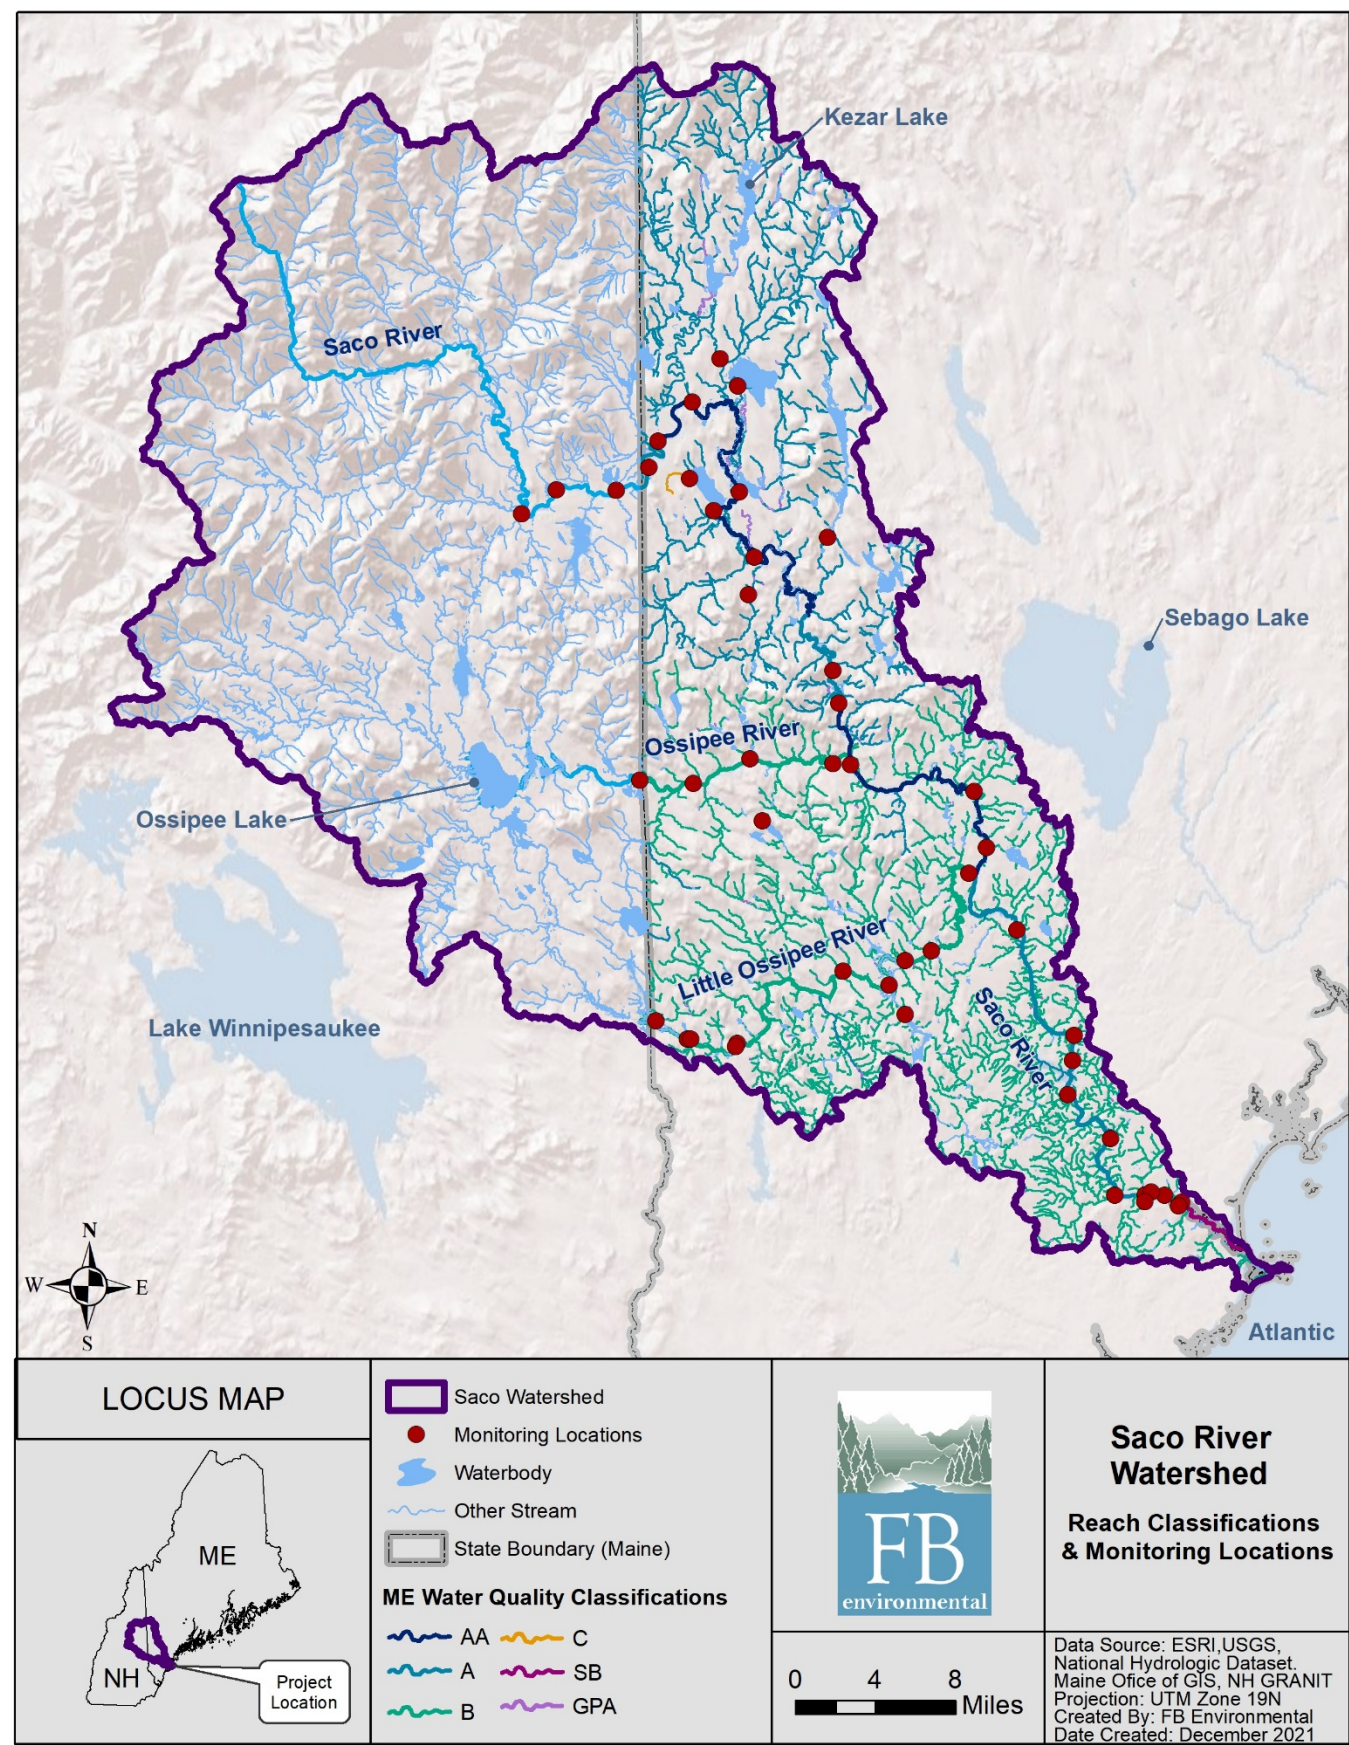 Kezar Lake
Saco River
Sebago Lake
Ossipee River
Ossipee Lake
Little Ossipee River
Saco River
Lake Winnipesaukee
N
W
E
S
Atlantic
LOCUS MAP
ME
NH
Project
Location
Saco Watershed
Monitoring Locations
Waterbody
Other Stream
State Boundary (Maine)
ME Water Quality Classifications
AA
C
A
SB
B
GPA
FB
environmental
0 4 8
Miles
Saco River
Watershed
Reach Classifications
& Monitoring Locations
Data Source: ESRI,USGS,
National Hydrologic Dataset.
Maine Ofice of GIS, NH GRANIT
Projection: UTM Zone 19N
Created By: FB Environmental
Date Created: December 2021